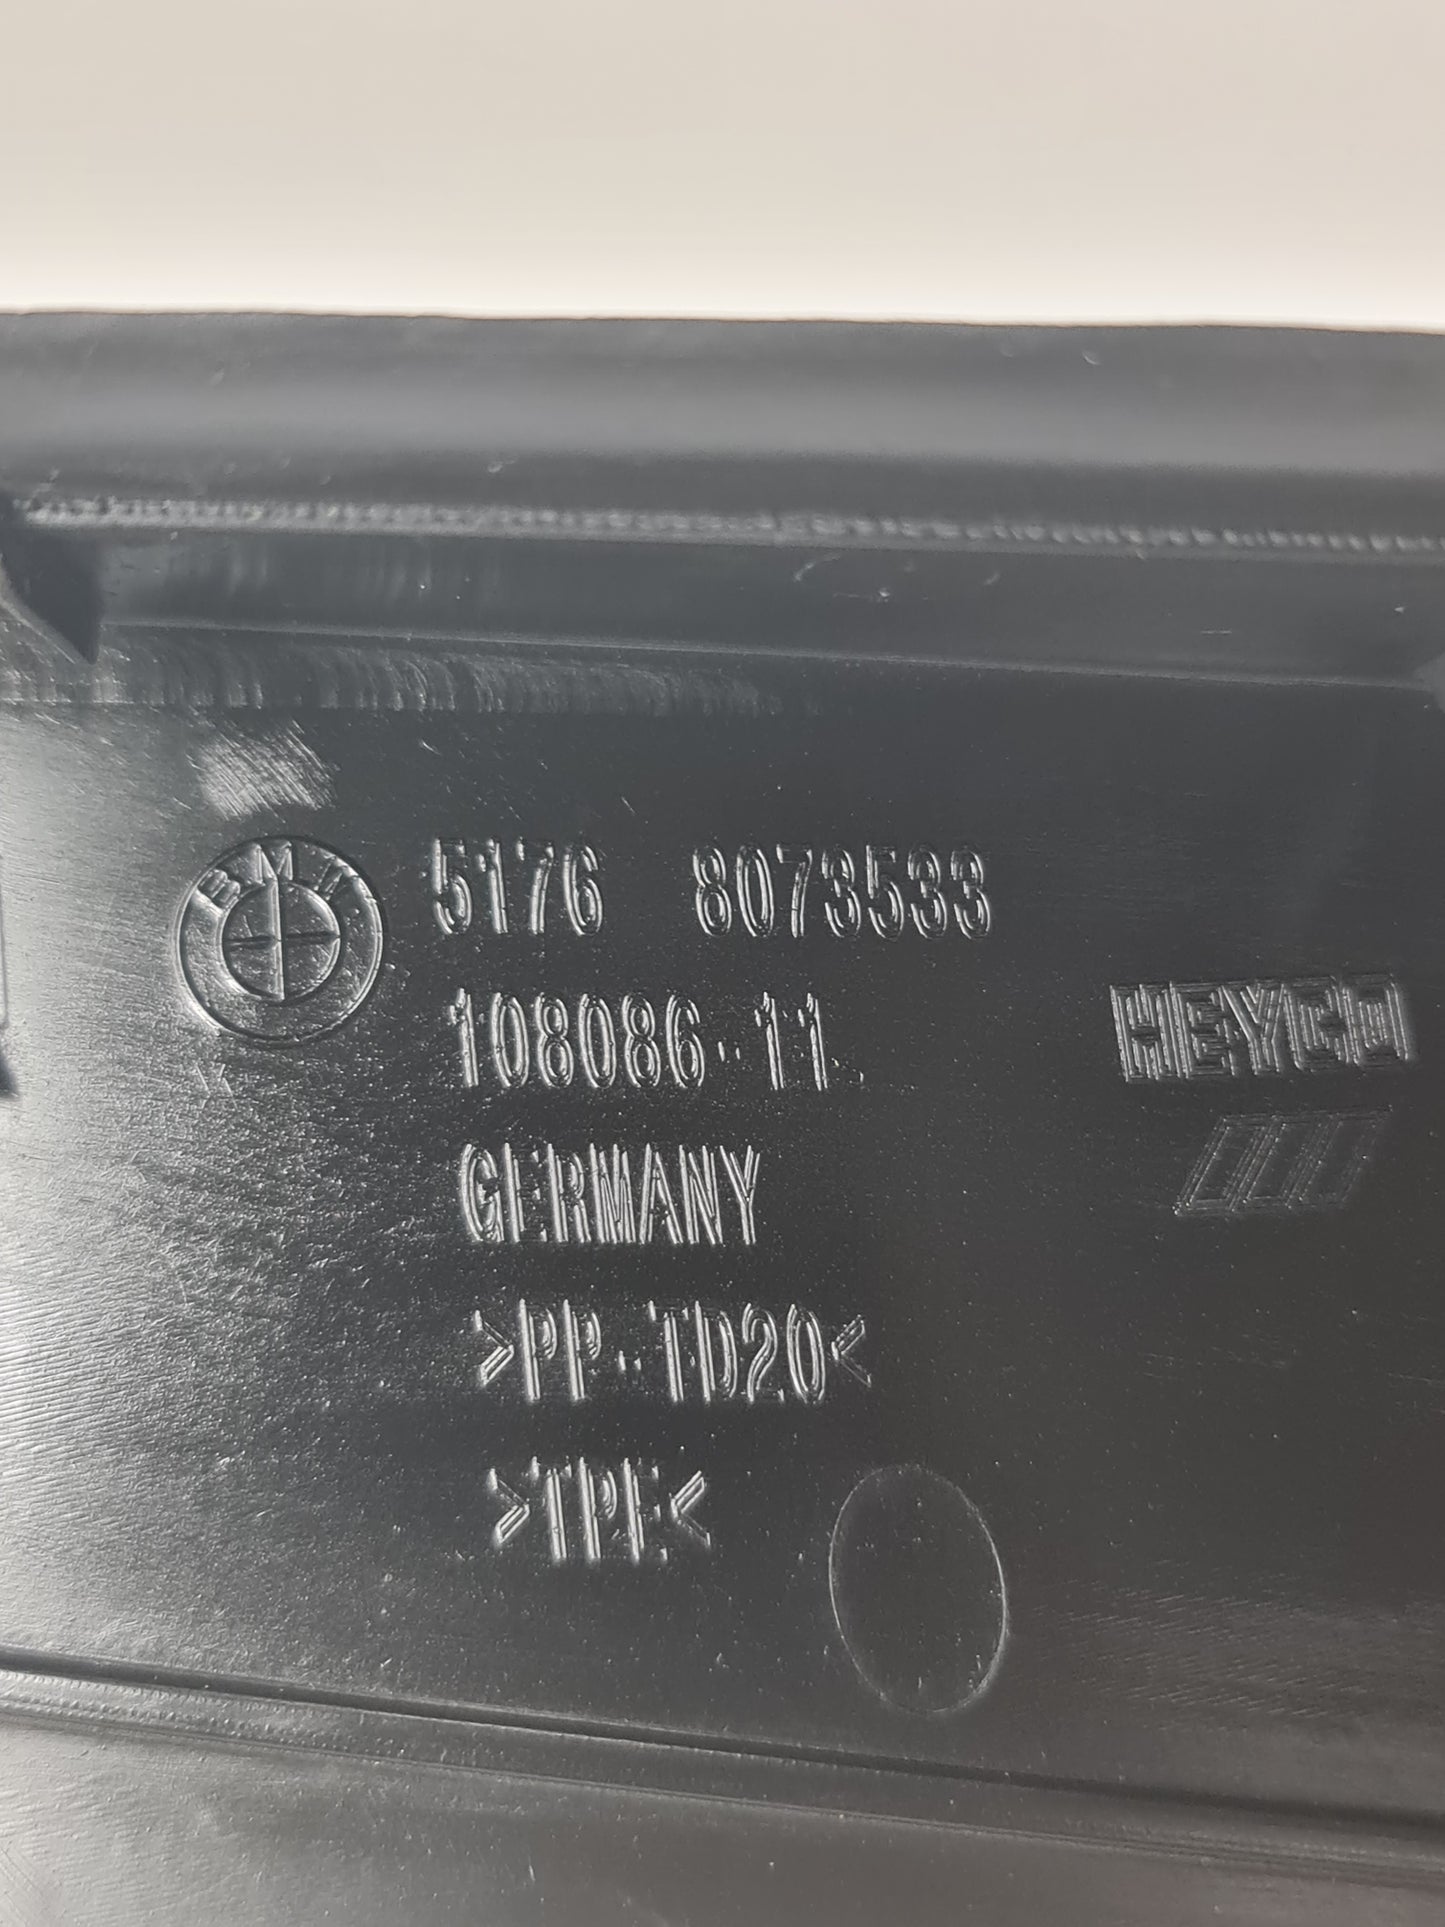 BMW
5176 8073533
108086-11
HEYCO
GERMANY
>PP-TD20<
>TPE<